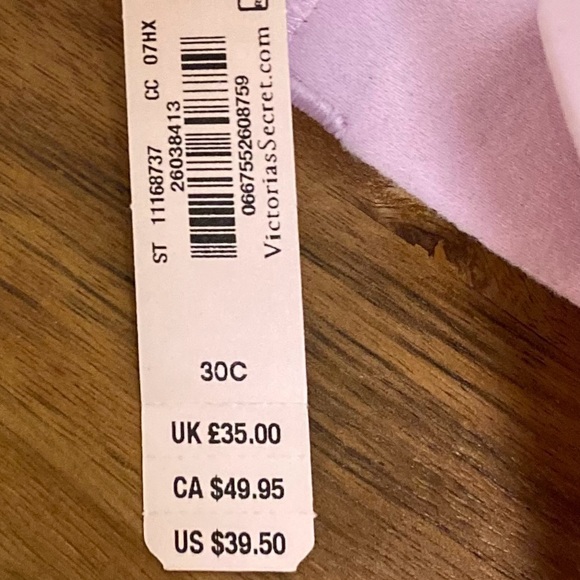 ST 11168737 CC 07HX
26038413
0667552608759
VictoriasSecret.com
30C
UK £35.00
CA $49.95
US $39.50